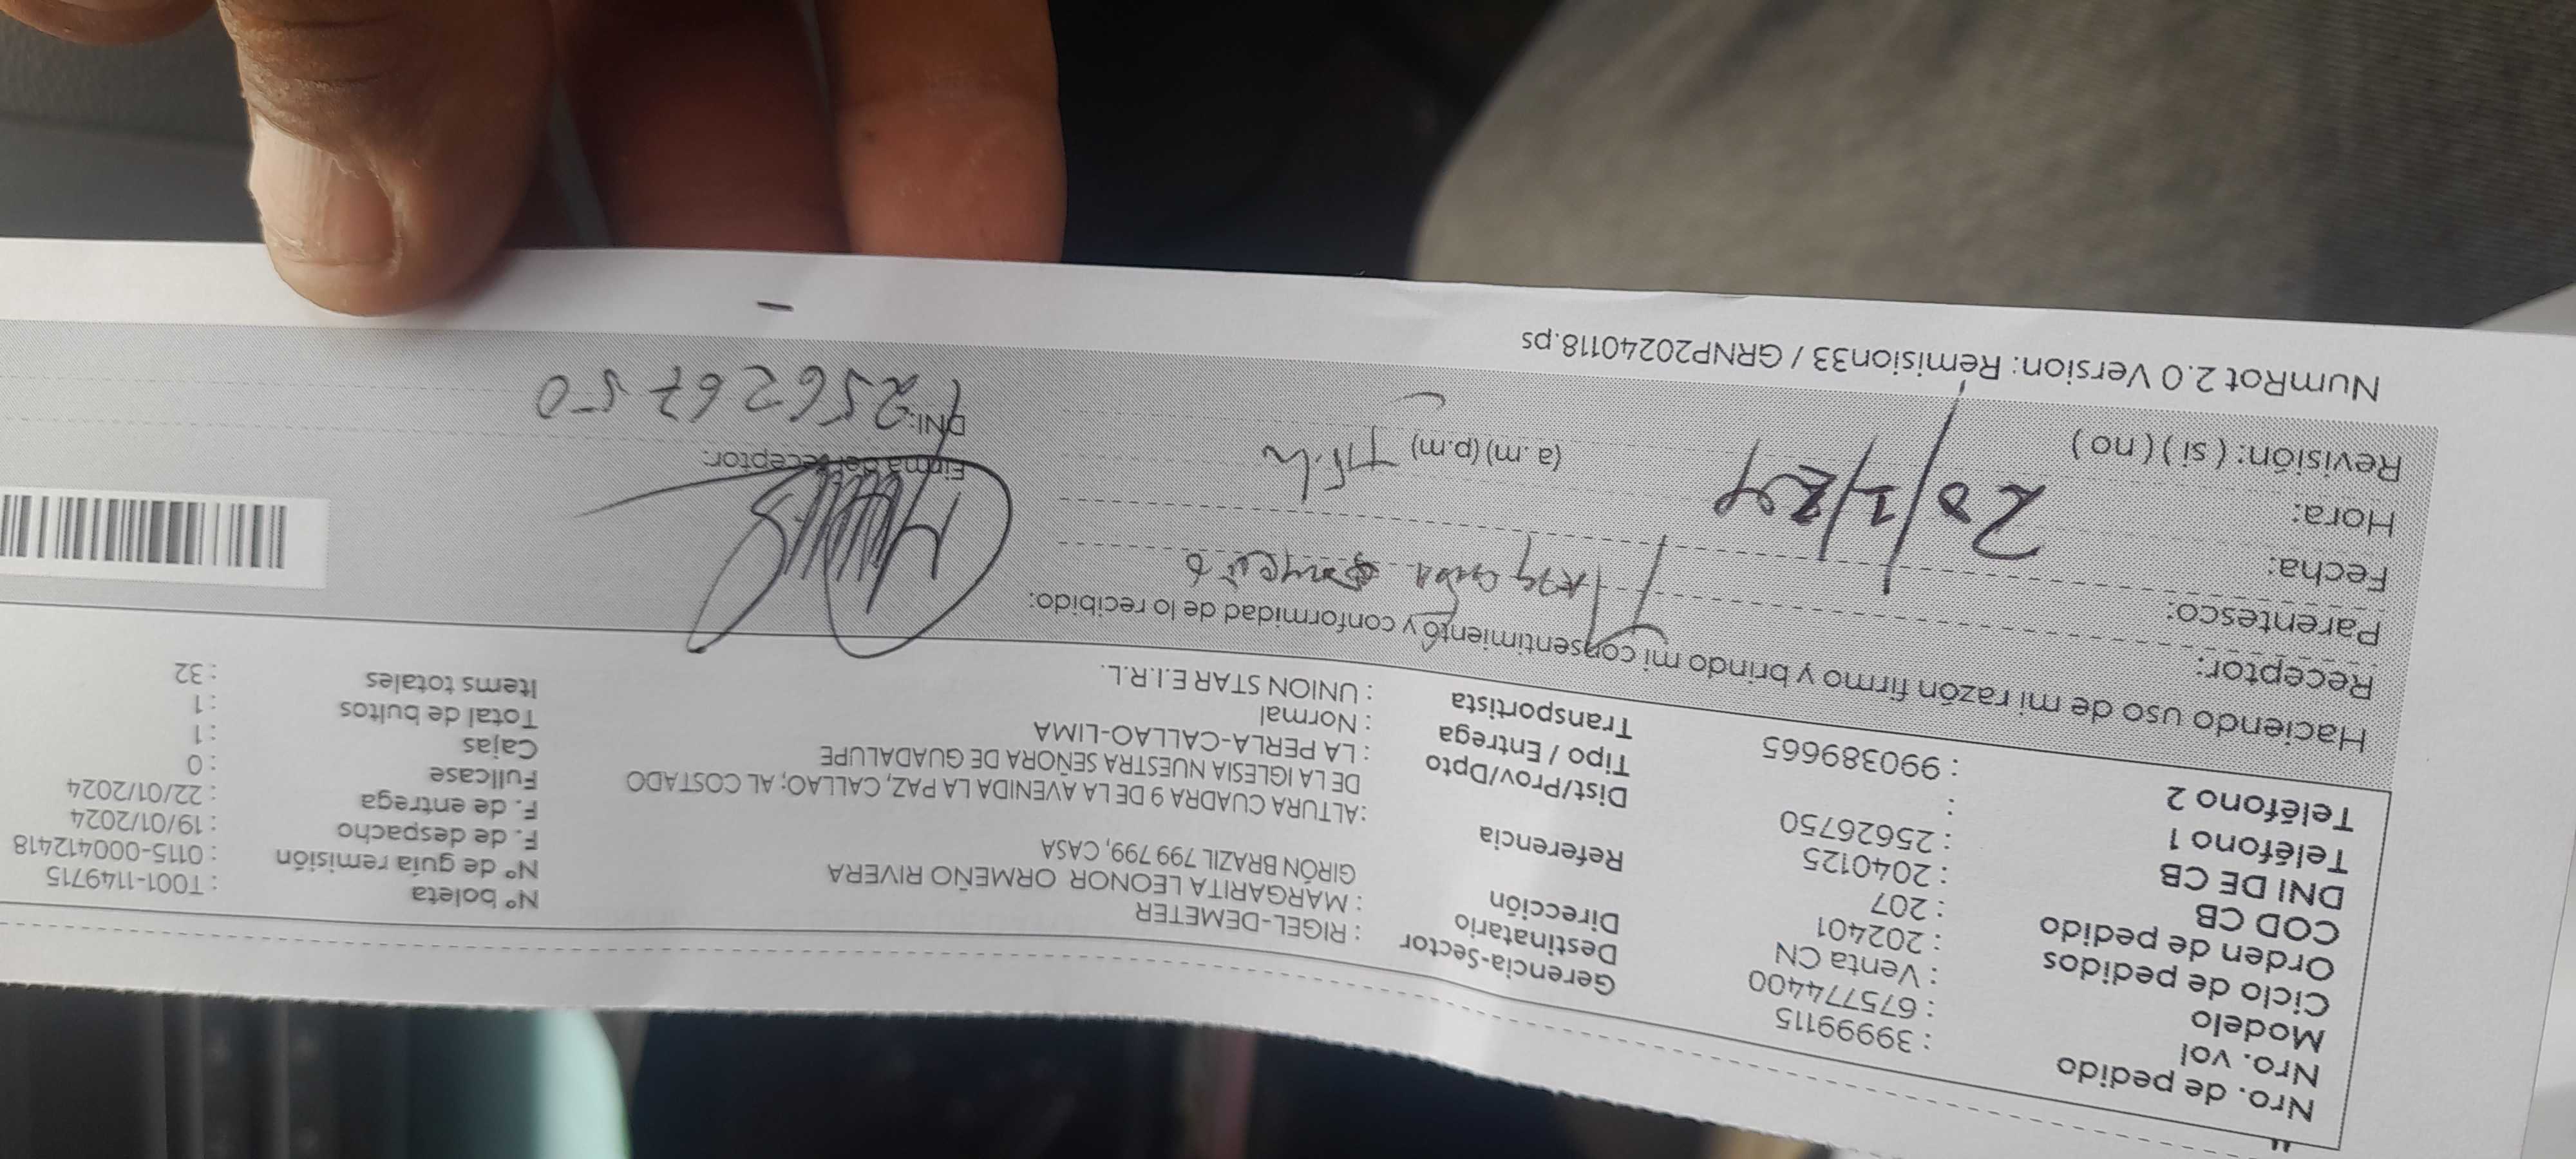 Nro. de pedido : 39999115
Nro. vol : 675774400
Modelo : Venta CN
Ciclo de pedidos : 202401
Orden de pedido : 207
COD CB : 2040125
DNI DE CB : 25626750
Teléfono 1 :
Teléfono 2 : 990389665
Gerencia-Sector : RIGEL-DEMETER
Destinatario : MARGARITA LEONOR ORMEÑO RIVERA
Dirección GIRÓN BRAZIL 799 799, CASA
Referencia :ALTURA CUADRA 9 DE LA AVENIDA LA PAZ, CALLAO; AL COSTADO
DE LA IGLESIA NUESTRA SEÑORA DE GUADALUPE
Dist/Prov/Dpto : LA PERLA-CALLAO-LIMA
Tipo / Entrega : Normal
Transportista : UNION STAR E.I.R.L.
Nº boleta : T001-1149715
Nº de guía remisión : 0115-000412418
F. de despacho : 19/01/2024
F. de entrega : 22/01/2024
Fullcase : 0
Cajas : 1
Total de bultos : 1
Items totales : 32
Haciendo uso de mi razón firmo y brindo mi consentimiento y conformidad de lo recibido:
Receptor:
Parentesco:
Fecha: 20/1/24
Hora: (a .m) (p.m)
Revisión: ( si ) ( no )
Firma del receptor:
DNI: 25626750
NumRot 2.0 Version: Remision33 / GRNP20240118.ps